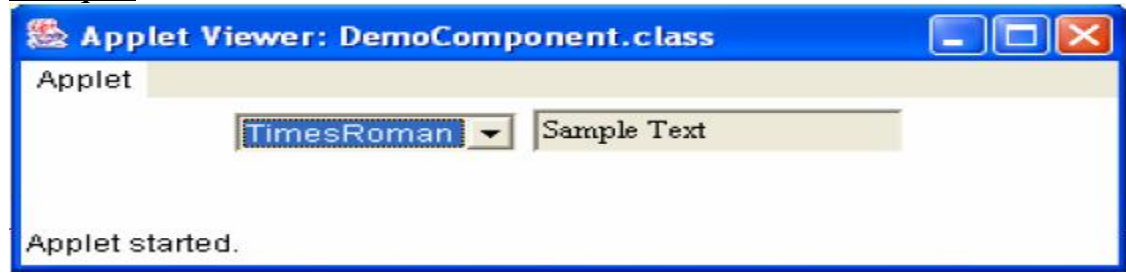 Applet Viewer: DemoComponent.class
Applet
TimesRoman Sample Text
Applet started.